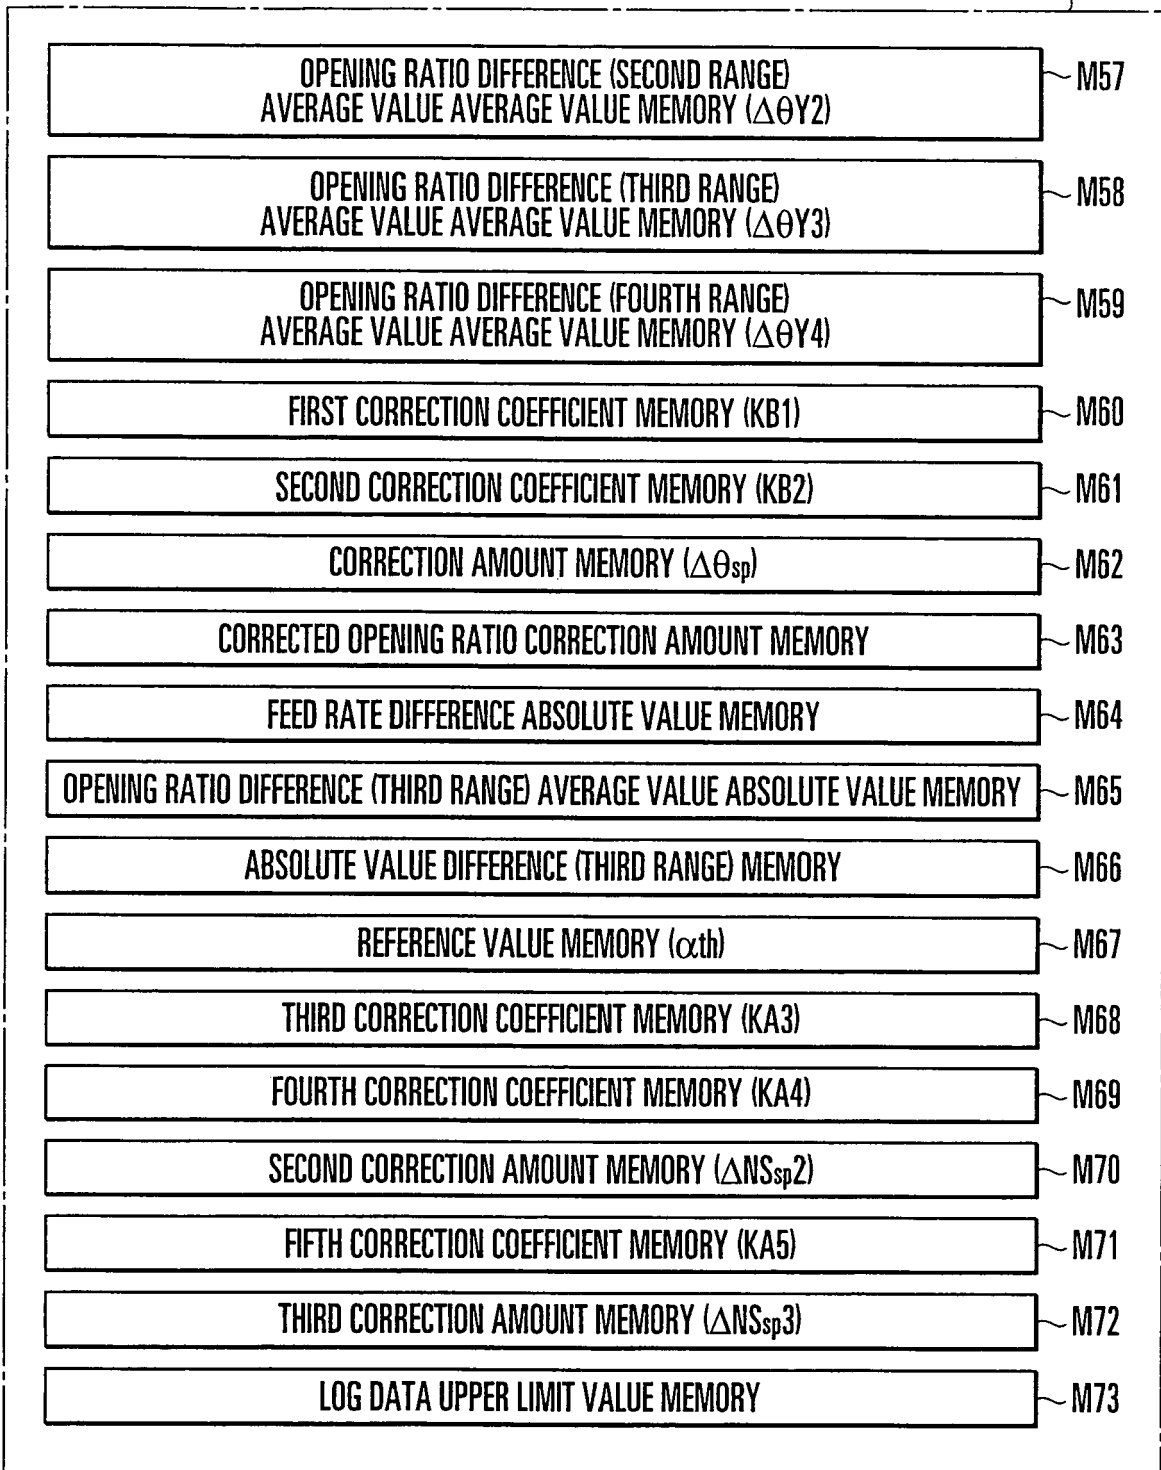 OPENING RATIO DIFFERENCE (SECOND RANGE)
AVERAGE VALUE AVERAGE VALUE MEMORY (ΔθY2)
M57
OPENING RATIO DIFFERENCE (THIRD RANGE)
AVERAGE VALUE AVERAGE VALUE MEMORY (ΔθY3)
M58
OPENING RATIO DIFFERENCE (FOURTH RANGE)
AVERAGE VALUE AVERAGE VALUE MEMORY (ΔθY4)
M59
FIRST CORRECTION COEFFICIENT MEMORY (KB1)
M60
SECOND CORRECTION COEFFICIENT MEMORY (KB2)
M61
CORRECTION AMOUNT MEMORY (Δθsp)
M62
CORRECTED OPENING RATIO CORRECTION AMOUNT MEMORY
M63
FEED RATE DIFFERENCE ABSOLUTE VALUE MEMORY
M64
OPENING RATIO DIFFERENCE (THIRD RANGE) AVERAGE VALUE ABSOLUTE VALUE MEMORY
M65
ABSOLUTE VALUE DIFFERENCE (THIRD RANGE) MEMORY
M66
REFERENCE VALUE MEMORY (αth)
M67
THIRD CORRECTION COEFFICIENT MEMORY (KA3)
M68
FOURTH CORRECTION COEFFICIENT MEMORY (KA4)
M69
SECOND CORRECTION AMOUNT MEMORY (ΔNSsp2)
M70
FIFTH CORRECTION COEFFICIENT MEMORY (KA5)
M71
THIRD CORRECTION AMOUNT MEMORY (ΔNSsp3)
M72
LOG DATA UPPER LIMIT VALUE MEMORY
M73